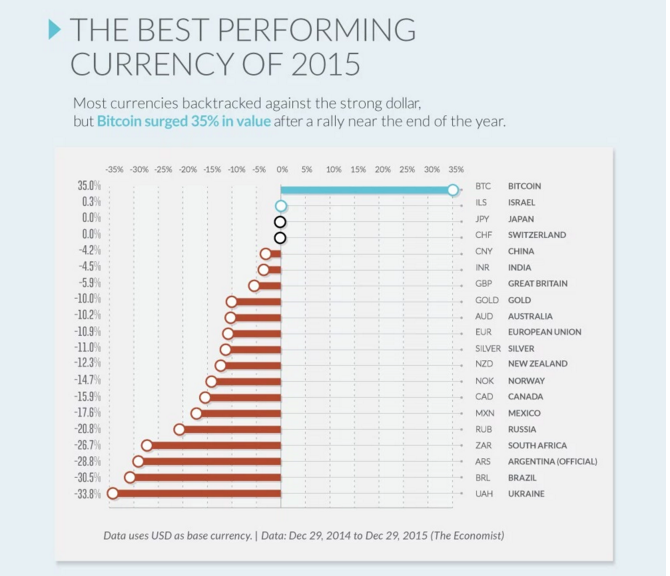 THE BEST PERFORMING
CURRENCY OF 2015
Most currencies backtracked against the strong dollar,
but Bitcoin surged 35% in value after a rally near the end of the year.
-35% -30% -25% -20% -15% -10% -5% 0% 5% 10% 15% 20% 25% 30% 35%
35.0% BTC BITCOIN
0.3% ILS ISRAEL
0.0% JPY JAPAN
0.0% CHF SWITZERLAND
-4.2% CNY CHINA
-4.5% INR INDIA
-5.9% GBP GREAT BRITAIN
-10.0% GOLD GOLD
-10.2% AUD AUSTRALIA
-10.9% EUR EUROPEAN UNION
-11.0% SILVER SILVER
-12.3% NZD NEW ZEALAND
-14.7% NOK NORWAY
-15.9% CAD CANADA
-17.6% MXN MEXICO
-20.8% RUB RUSSIA
-26.7% ZAR SOUTH AFRICA
-28.8% ARS ARGENTINA (OFFICIAL)
-30.5% BRL BRAZIL
-33.8% UAH UKRAINE
Data uses USD as base currency. | Data: Dec 29, 2014 to Dec 29, 2015 (The Economist)